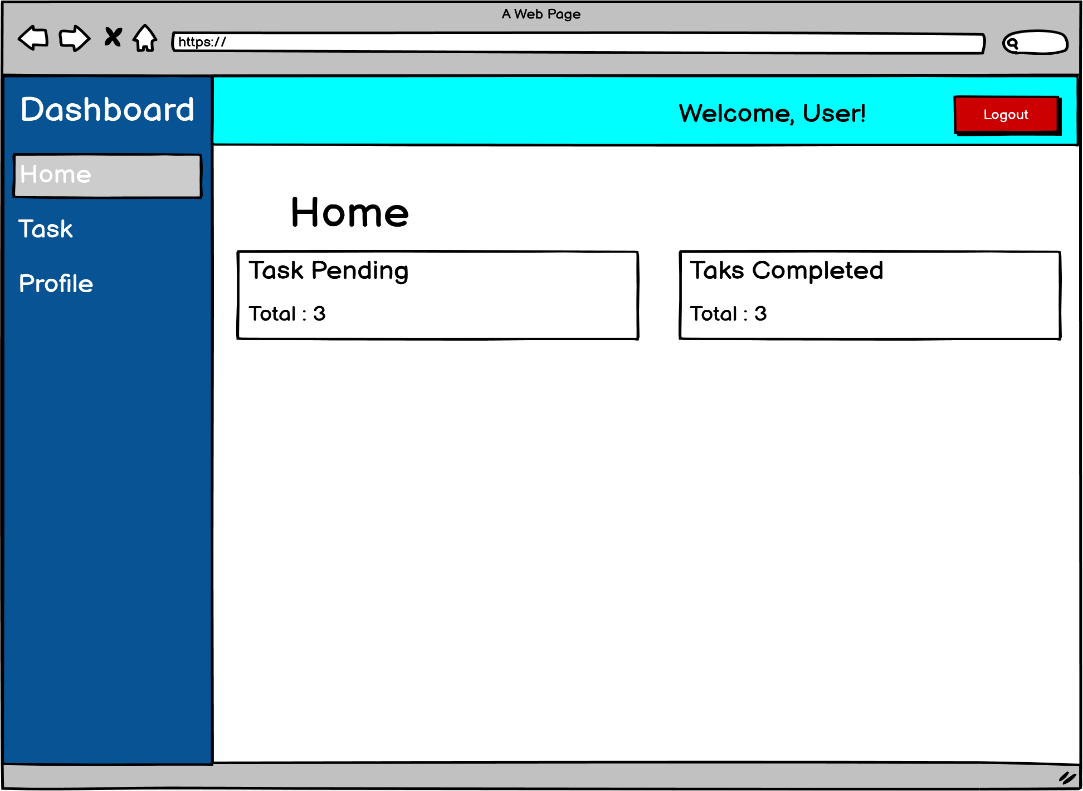 A Web Page
https://
Dashboard
Welcome, User!
Logout
Home
Task
Profile
Home
Task Pending
Total : 3
Taks Completed
Total : 3